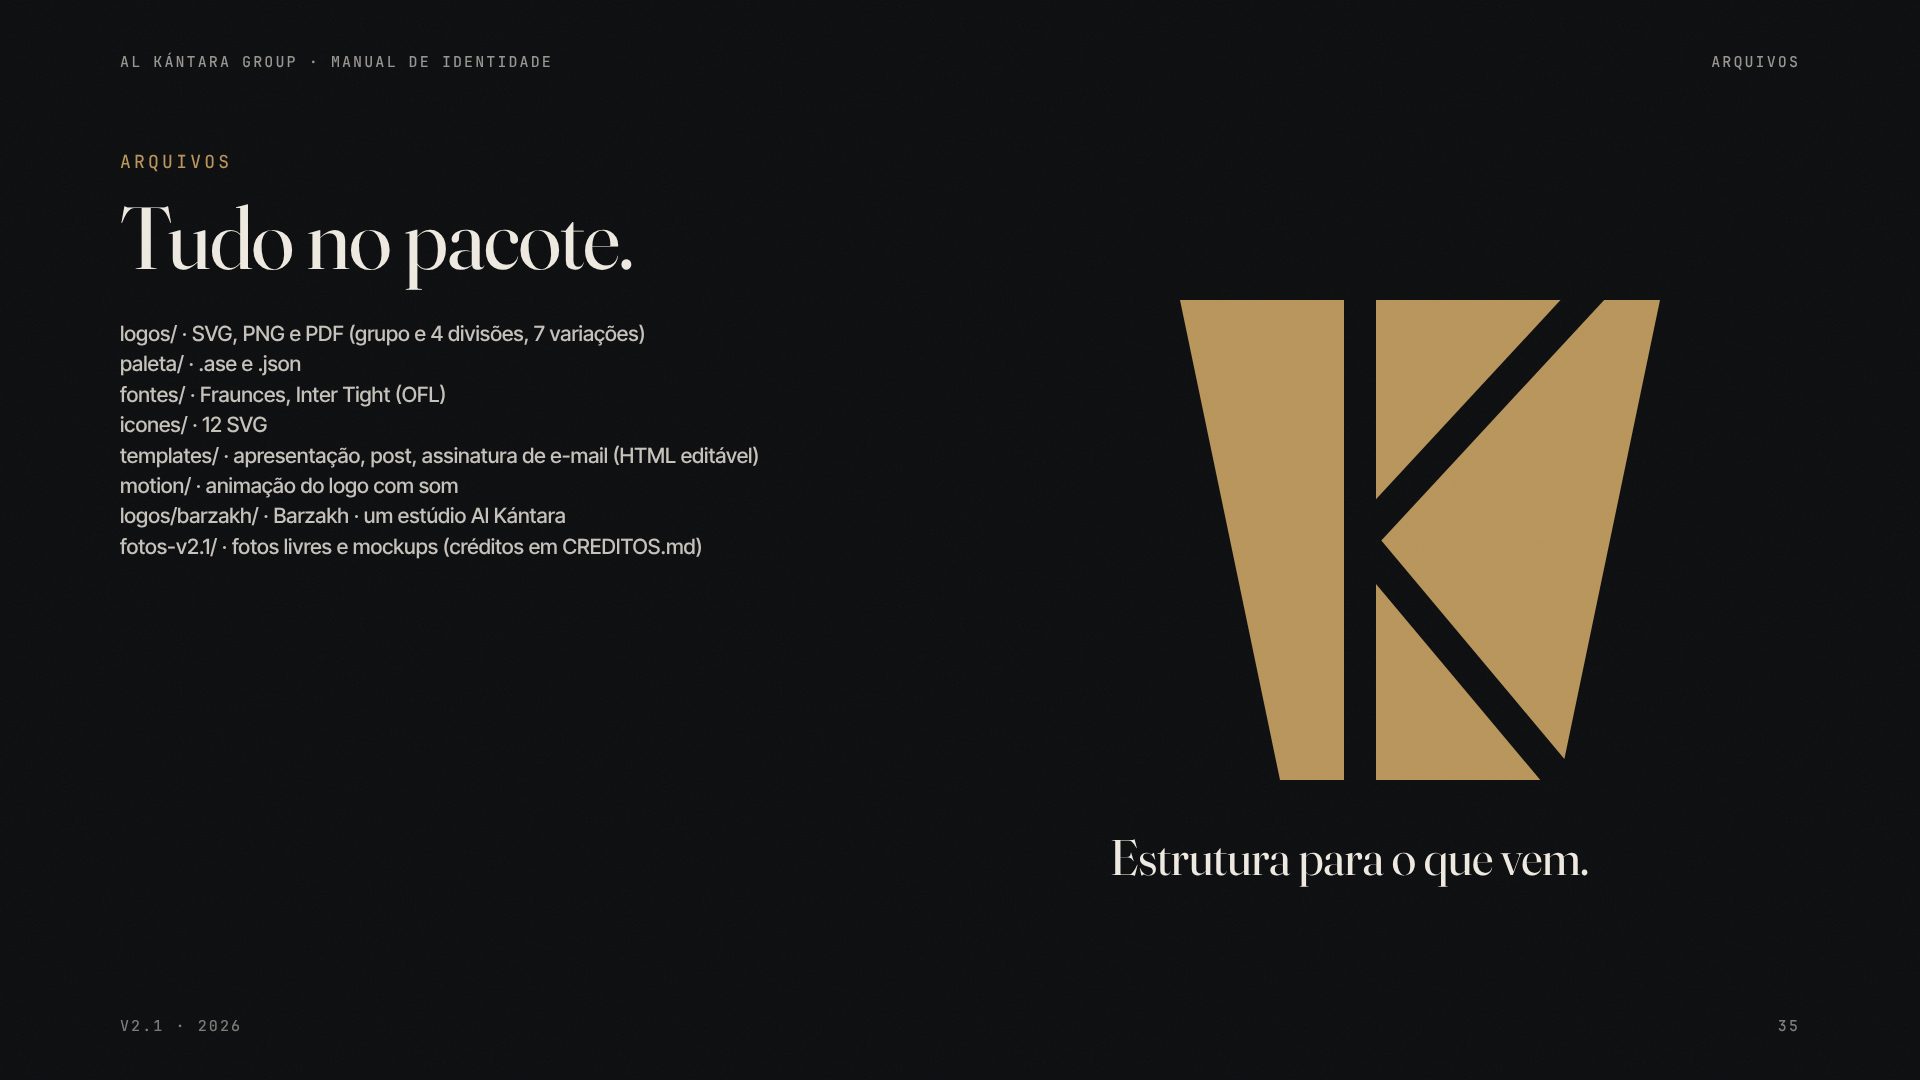 AL KÁNTARA GROUP · MANUAL DE IDENTIDADE
ARQUIVOS
ARQUIVOS
Tudo no pacote.
logos/ · SVG, PNG e PDF (grupo e 4 divisões, 7 variações)
paleta/ · .ase e .json
fontes/ · Fraunces, Inter Tight (OFL)
icones/ · 12 SVG
templates/ · apresentação, post, assinatura de e-mail (HTML editável)
motion/ · animação do logo com som
logos/barzakh/ · Barzakh · um estúdio Al Kántara
fotos-v2.1/ · fotos livres e mockups (créditos em CREDITOS.md)
K
Estrutura para o que vem.
V2.1 · 2026
35